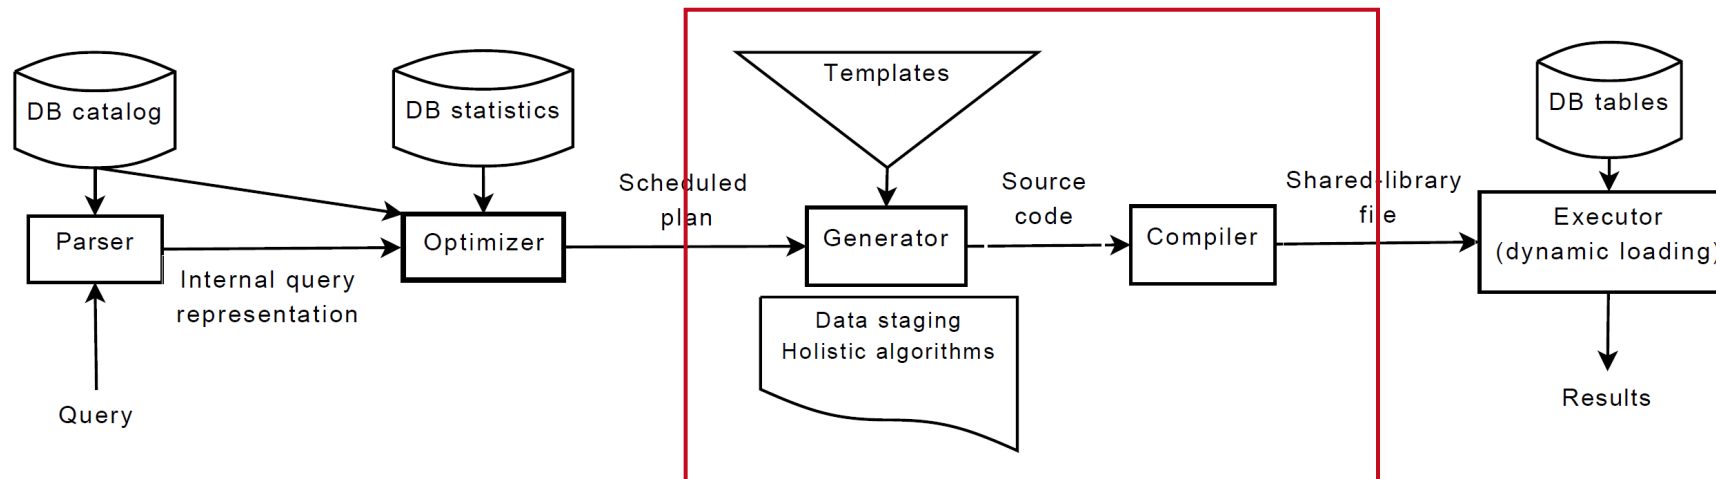 DB catalog
DB statistics
Templates
DB tables
Scheduled
plan
Source
code
Shared-library
file
Parser
Optimizer
Generator
Compiler
Executor
(dynamic loading)
Internal query
representation
Data staging
Holistic algorithms
Query
Results